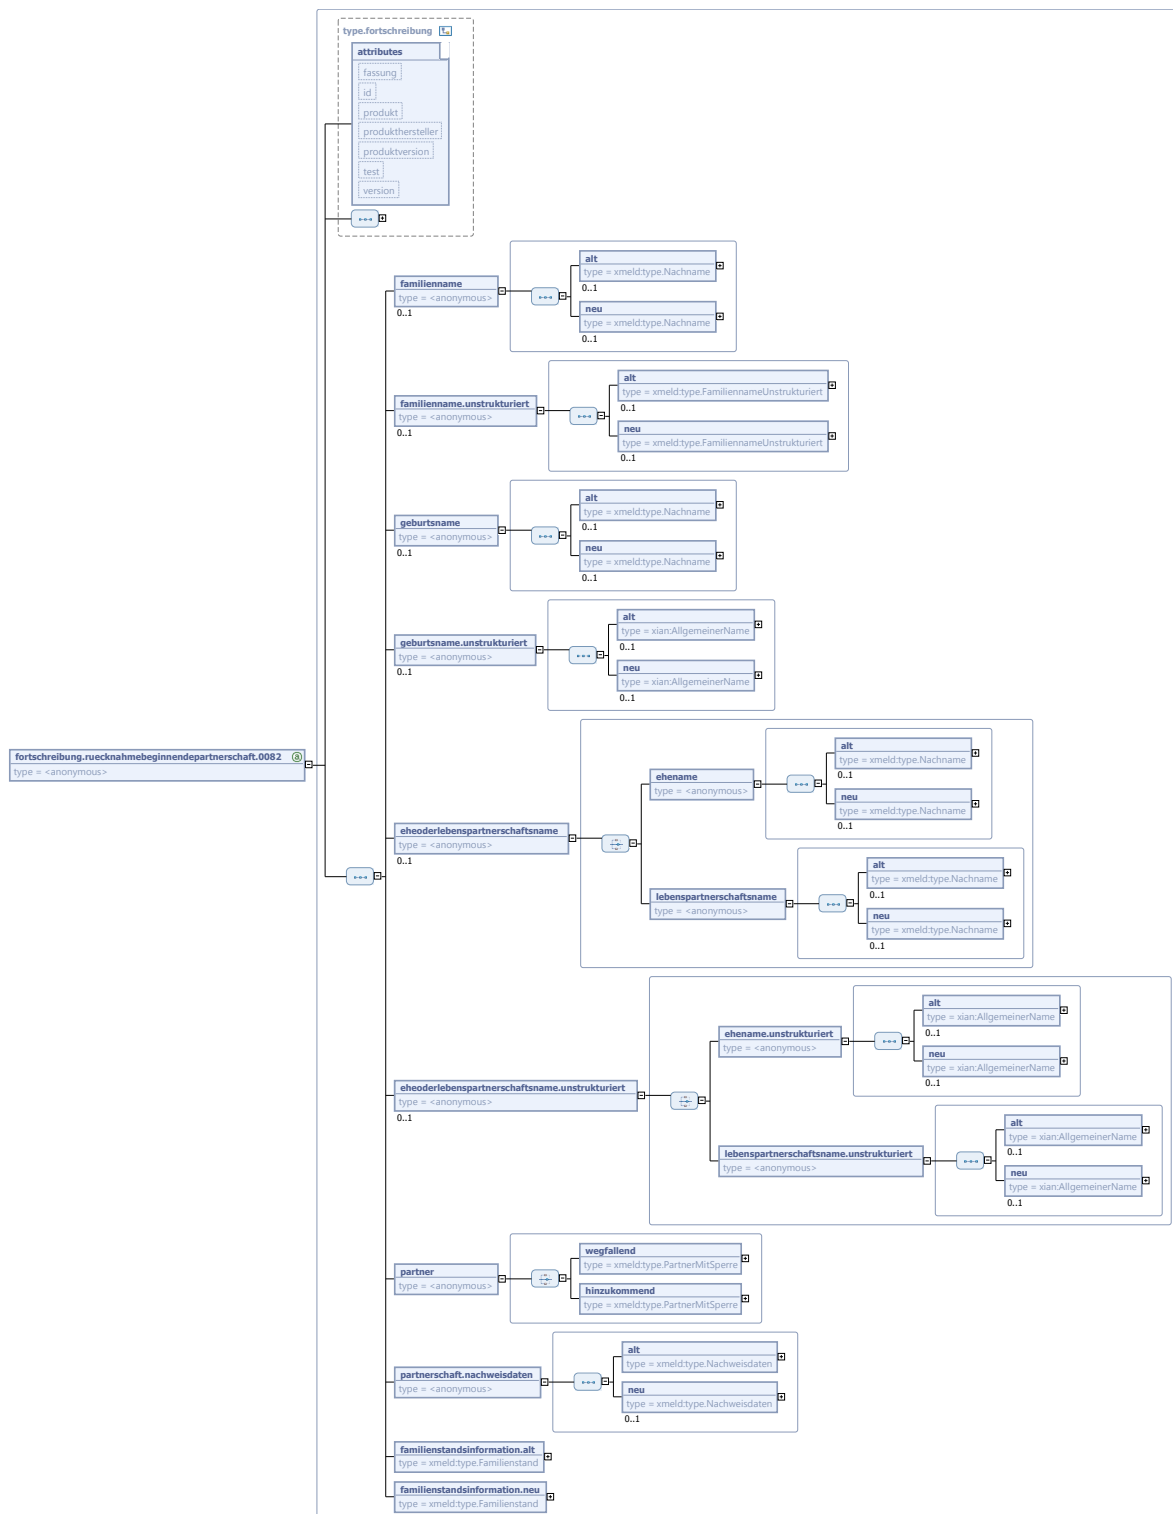 type.fortschreibung
attributes
fassung
id
produkt
produkthersteller
produktversion
test
version
familienname
type = <anonymous>
0..1
alt
type = xmeld:type.Nachname
0..1
neu
type = xmeld:type.Nachname
0..1
familienname.unstrukturiert
type = <anonymous>
0..1
alt
type = xmeld:type.FamiliennameUnstrukturiert
0..1
neu
type = xmeld:type.FamiliennameUnstrukturiert
0..1
geburtsname
type = <anonymous>
0..1
alt
type = xmeld:type.Nachname
0..1
neu
type = xmeld:type.Nachname
0..1
geburtsname.unstrukturiert
type = <anonymous>
0..1
alt
type = xian:AllgemeinerName
0..1
neu
type = xian:AllgemeinerName
0..1
fortschreibung.ruecknahmebeginnendepartnerschaft.0082 @
type = <anonymous>
eheoderlebenspartnerschaftsname
type = <anonymous>
0..1
ehename
type = <anonymous>
alt
type = xmeld:type.Nachname
0..1
neu
type = xmeld:type.Nachname
0..1
lebenspartnerschaftsname
type = <anonymous>
alt
type = xmeld:type.Nachname
0..1
neu
type = xmeld:type.Nachname
0..1
eheoderlebenspartnerschaftsname.unstrukturiert
type = <anonymous>
0..1
ehename.unstrukturiert
type = <anonymous>
alt
type = xian:AllgemeinerName
0..1
neu
type = xian:AllgemeinerName
0..1
lebenspartnerschaftsname.unstrukturiert
type = <anonymous>
alt
type = xian:AllgemeinerName
0..1
neu
type = xian:AllgemeinerName
0..1
partner
type = <anonymous>
wegfallend
type = xmeld:type.PartnerMitSperre
hinzukommend
type = xmeld:type.PartnerMitSperre
partnerschaft.nachweisdaten
type = <anonymous>
alt
type = xmeld:type.Nachweisdaten
neu
type = xmeld:type.Nachweisdaten
0..1
familienstandsinformation.alt
type = xmeld:type.Familienstand
familienstandsinformation.neu
type = xmeld:type.Familienstand